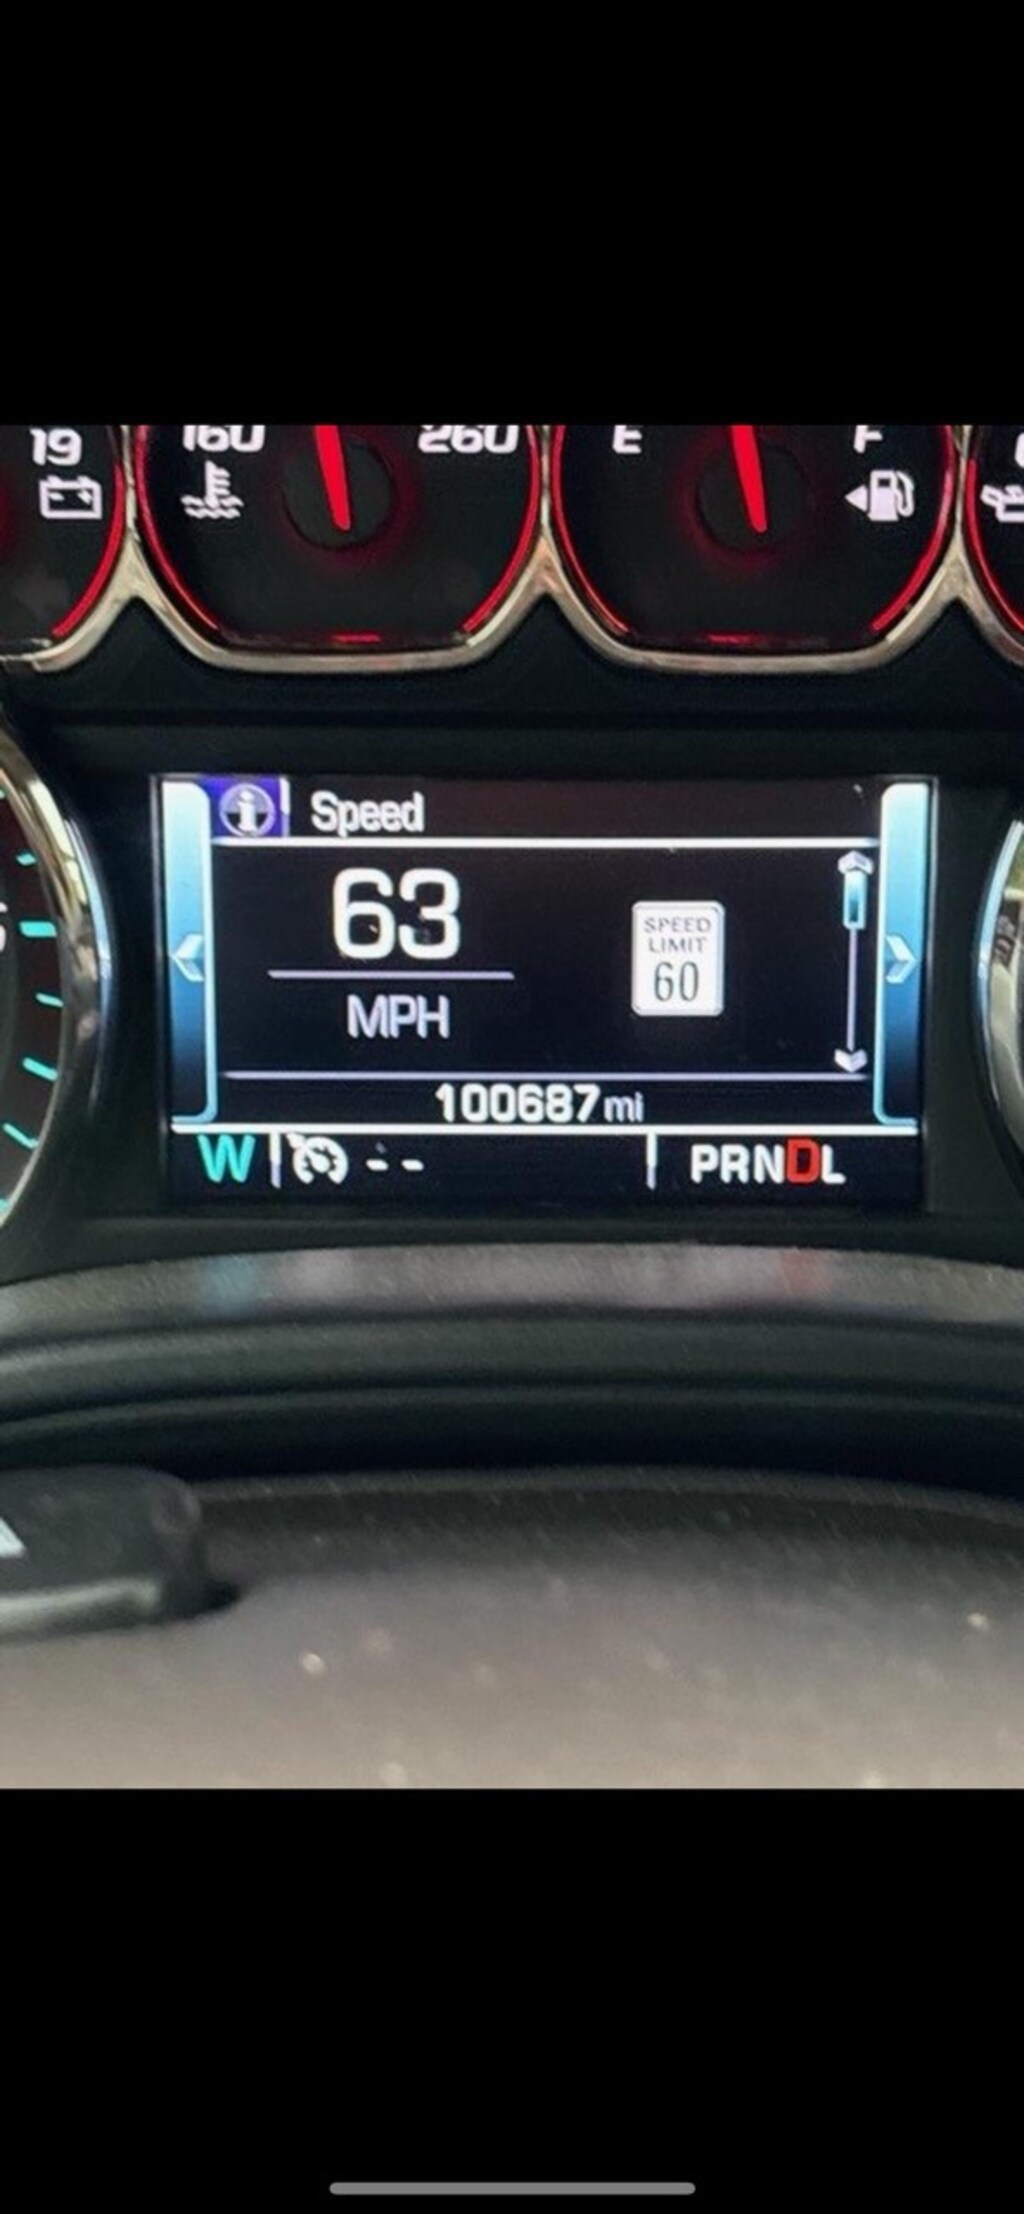 19
160
260
E
F
Speed
63
MPH
SPEED
LIMIT
60
100687 mi
W
--
PRNDL